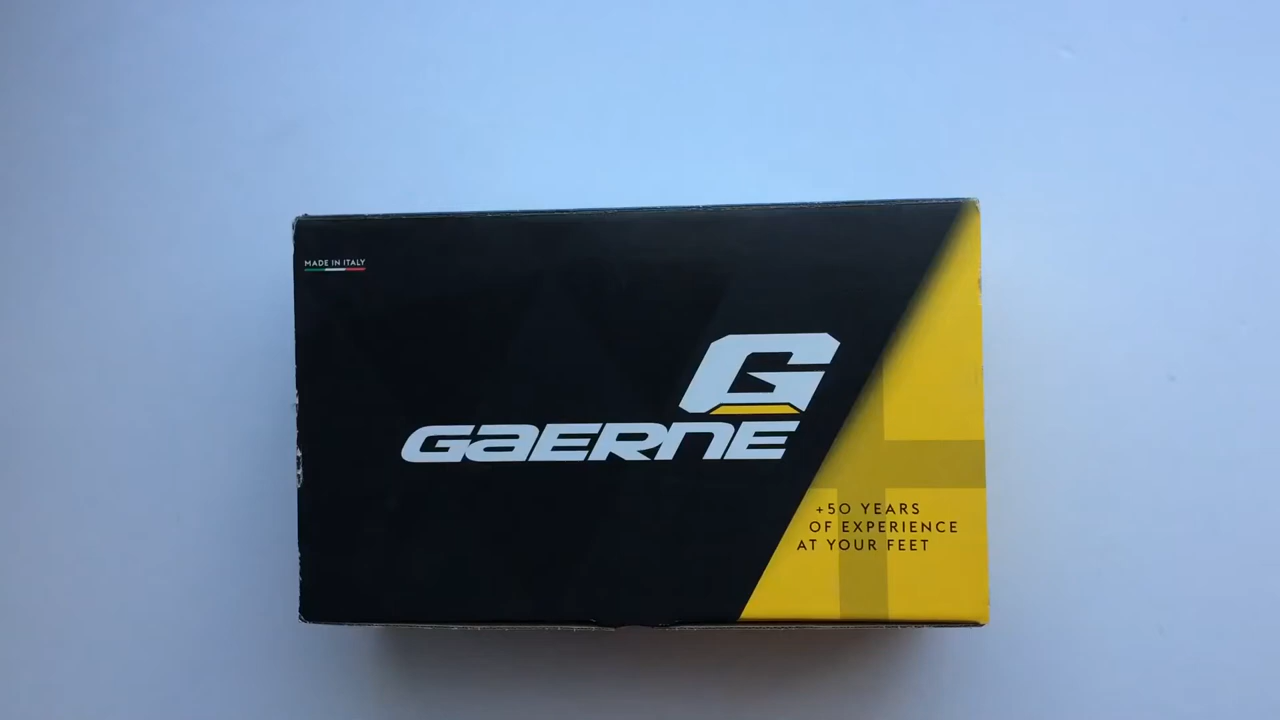 MADE IN ITALY
G
GAERNE
+50 YEARS
OF EXPERIENCE
AT YOUR FEET